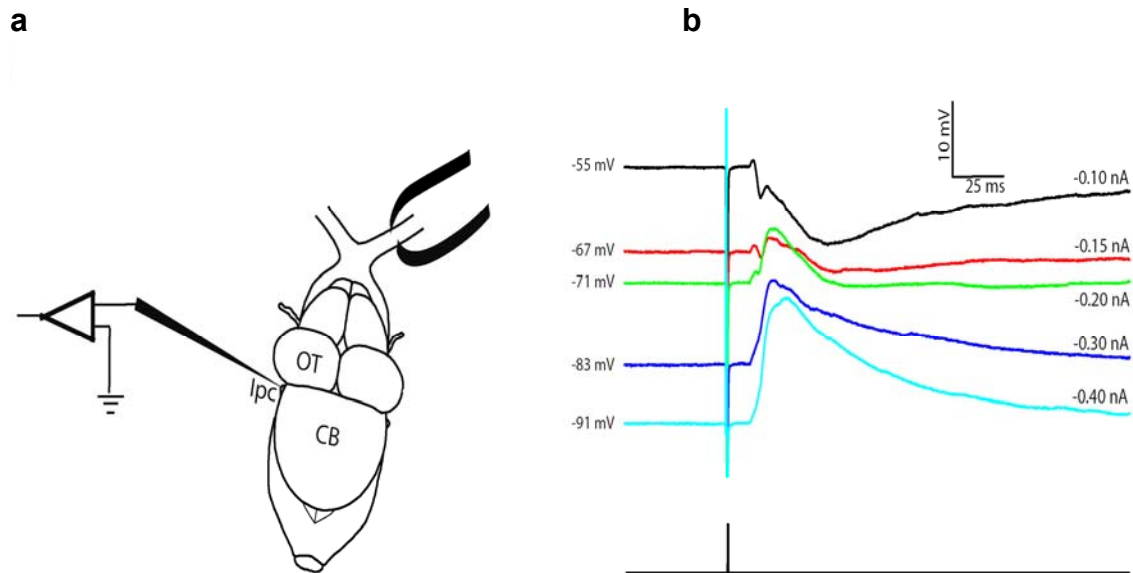 a
b
OT
Ipc
CB
10 mV
25 ms
-55 mV
-0.10 nA
-67 mV
-0.15 nA
-71 mV
-0.20 nA
-83 mV
-0.30 nA
-91 mV
-0.40 nA